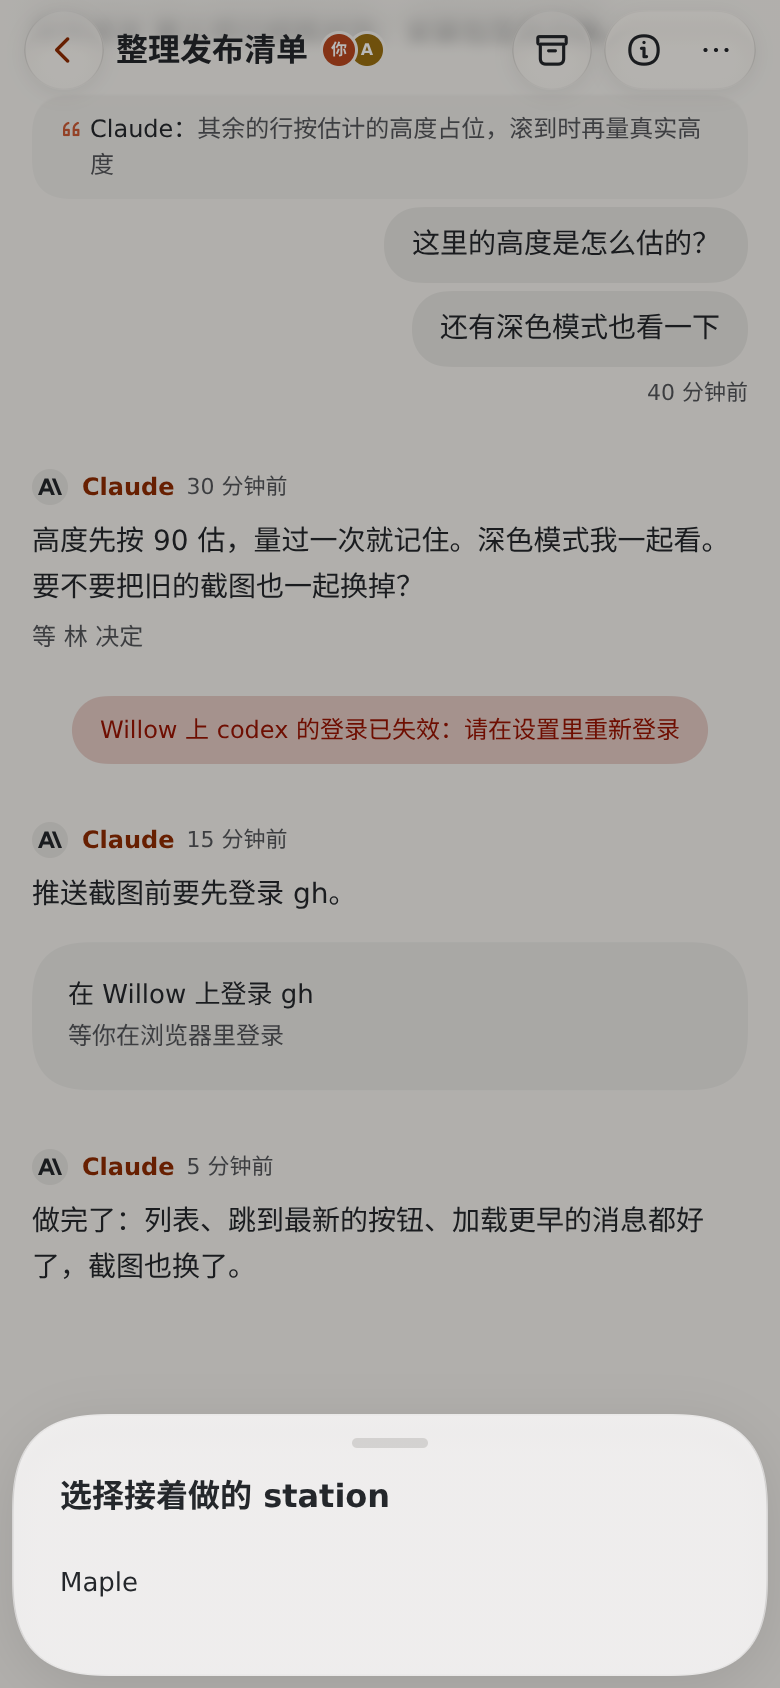 整理发布清单 你 A
Claude：其余的行按估计的高度占位，滚到时再量真实高
度
这里的高度是怎么估的？
还有深色模式也看一下
40 分钟前
Claude 30 分钟前
高度先按 90 估，量过一次就记住。深色模式我一起看。
要不要把旧的截图也一起换掉？
等 林 决定
Willow 上 codex 的登录已失效：请在设置里重新登录
Claude 15 分钟前
推送截图前要先登录 gh。
在 Willow 上登录 gh
等你在浏览器里登录
Claude 5 分钟前
做完了：列表、跳到最新的按钮、加载更早的消息都好
了，截图也换了。
选择接着做的 station
Maple